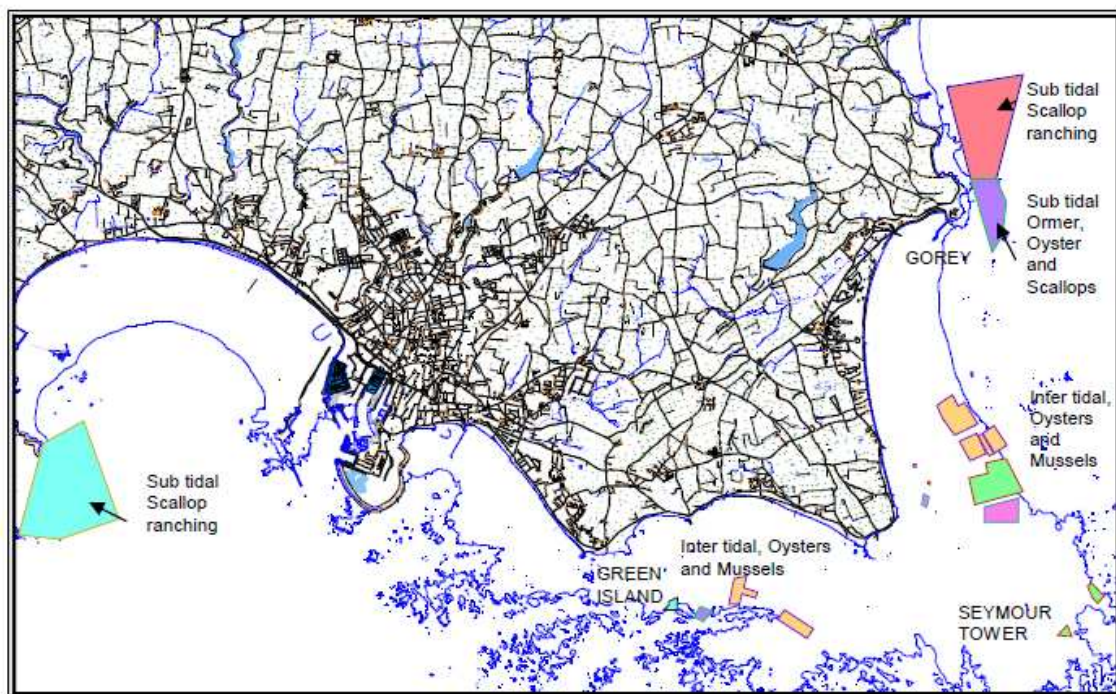 Sub tidal
Scallop
ranching
Sub tidal
Ormer,
Oyster
and
Scallops
GOREY
Inter tidal,
Oysters
and
Mussels
Sub tidal
Scallop
ranching
Inter tidal, Oysters
and Mussels
GREEN
ISLAND
SEYMOUR
TOWER